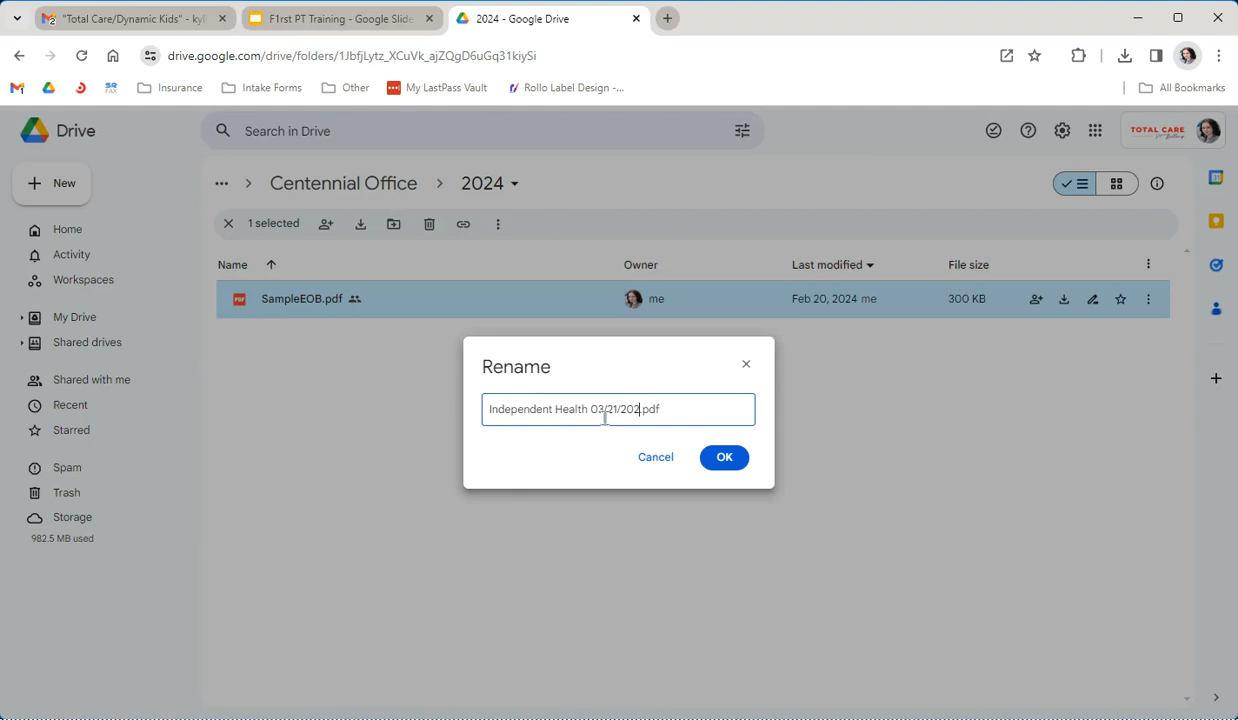 "Total Care/Dynamic Kids" - kyli
F1rst PT Training - Google Slide
2024 - Google Drive
drive.google.com/drive/folders/1JbfjLytz_XCuVk_ajZQgD6uGq31kiySi
Insurance
Intake Forms
Other
My LastPass Vault
Rollo Label Design -...
All Bookmarks
Drive
Search in Drive
TOTAL CARE
New
Centennial Office
2024
1 selected
Home
Activity
Workspaces
My Drive
Shared drives
Shared with me
Recent
Starred
Spam
Trash
Storage
982.5 MB used
Name
Owner
Last modified
File size
PDF
SampleEOB.pdf
me
Feb 20, 2024 me
300 KB
Rename
Independent Health 03/21/202.pdf
Cancel
OK